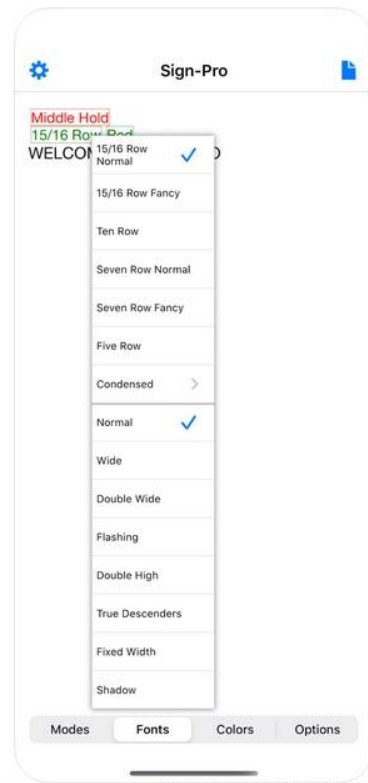 Sign-Pro
Middle Hold
15/16 Row Red
WELCOM
15/16 Row
Normal
15/16 Row Fancy
Ten Row
Seven Row Normal
Seven Row Fancy
Five Row
Condensed
Normal
Wide
Double Wide
Flashing
Double High
True Descenders
Fixed Width
Shadow
Modes Fonts Colors Options